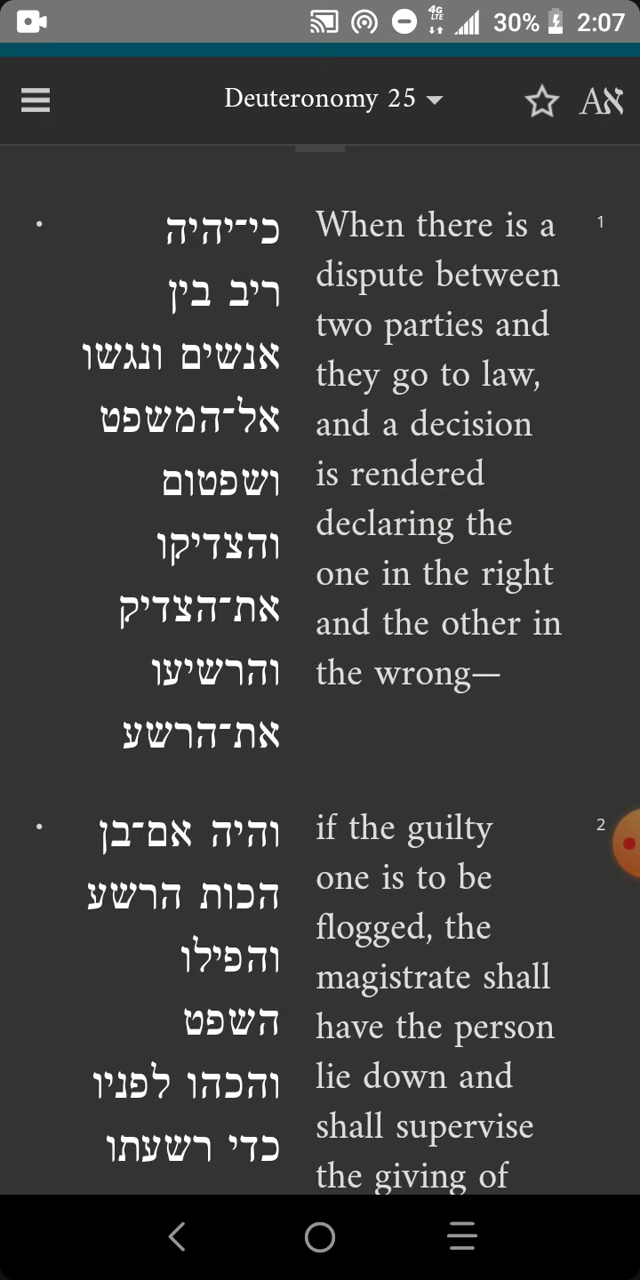 30% 2:07
Deuteronomy 25
Aא
כי־יהיה
ריב בין
אנשים ונגשו
אל־המשפט
ושפטום
והצדיקו
את־הצדיק
והרשיעו
את־הרשע
When there is a
dispute between
two parties and
they go to law,
and a decision
is rendered
declaring the
one in the right
and the other in
the wrong—
1
והיה אם־בן
הכות הרשע
והפילו
השפט
והכהו לפניו
כדי רשעתו
if the guilty
one is to be
flogged, the
magistrate shall
have the person
lie down and
shall supervise
the giving of
2